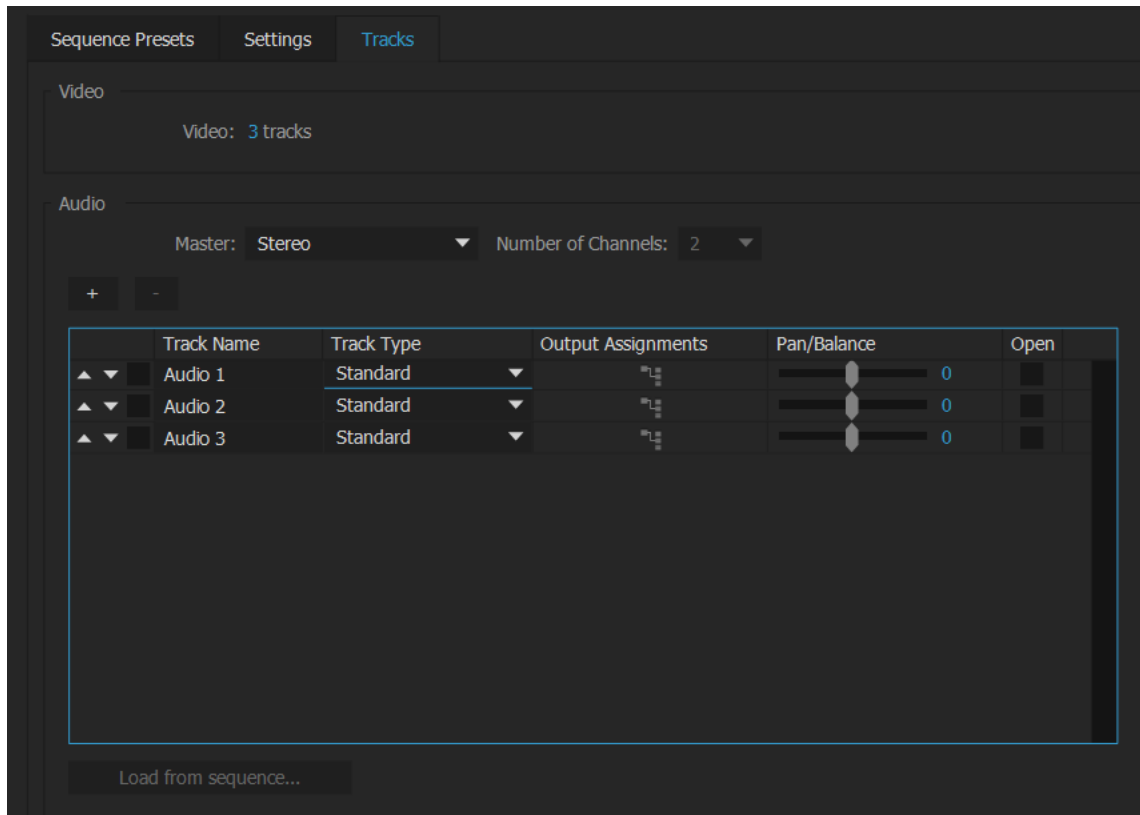 Sequence Presets Settings Tracks
Video
Video: 3 tracks
Audio
Master: Stereo Number of Channels: 2
+ -
Track Name Track Type Output Assignments Pan/Balance Open
Audio 1 Standard 0
Audio 2 Standard 0
Audio 3 Standard 0
Load from sequence...